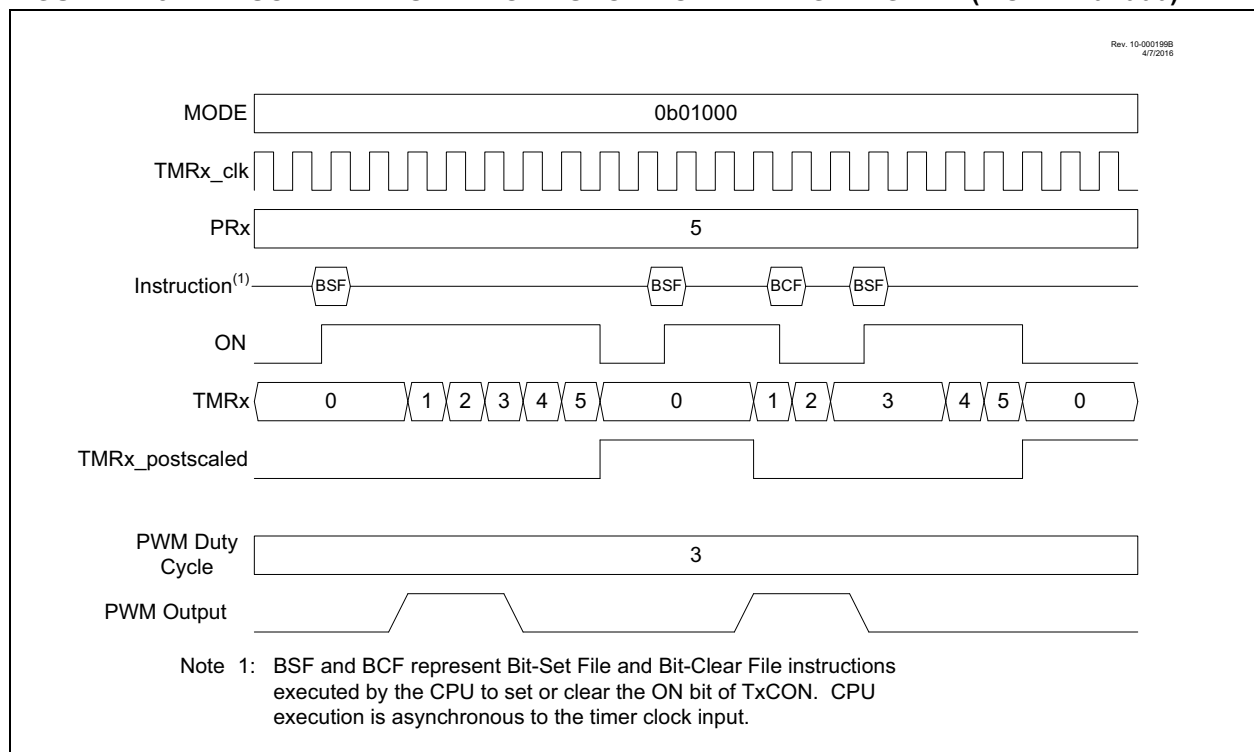 Rev. 10-000199B
4/7/2016
MODE 0b01000
TMRx_clk
PRx 5
Instruction(1) BSF BSF BCF BSF
ON
TMRx 0 1 2 3 4 5 0 1 2 3 4 5 0
TMRx_postscaled
PWM Duty
Cycle
3
PWM Output
Note 1: BSF and BCF represent Bit-Set File and Bit-Clear File instructions
executed by the CPU to set or clear the ON bit of TxCON. CPU
execution is asynchronous to the timer clock input.